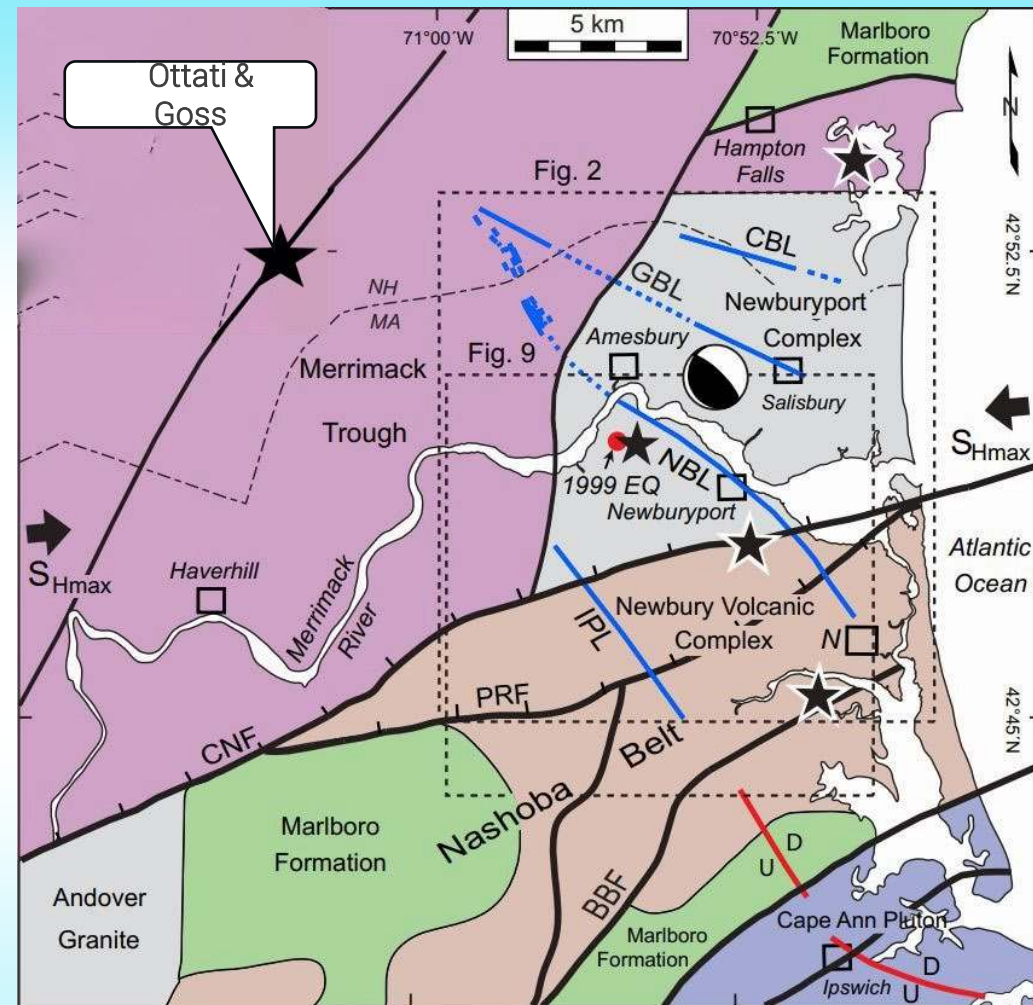 5 km
71°00´W
70°52.5´W
Marlboro
Formation
Ottati &
Goss
N
Hampton
Falls
Fig. 2
CBL
42°52.5´N
GBL
NH
MA
Newburyport
Complex
Amesbury
Fig. 9
Merrimack
Trough
Salisbury
SHmax
NBL
1999 EQ
Newburyport
Atlantic
Ocean
SHmax
Haverhill
Merrimack
River
IPL
Newbury Volcanic
Complex
N
PRF
42°45´N
CNF
Nashoba
Belt
Marlboro
Formation
D
U
BBF
Andover
Granite
Cape Ann Pluton
Marlboro
Formation
D
Ipswich
U